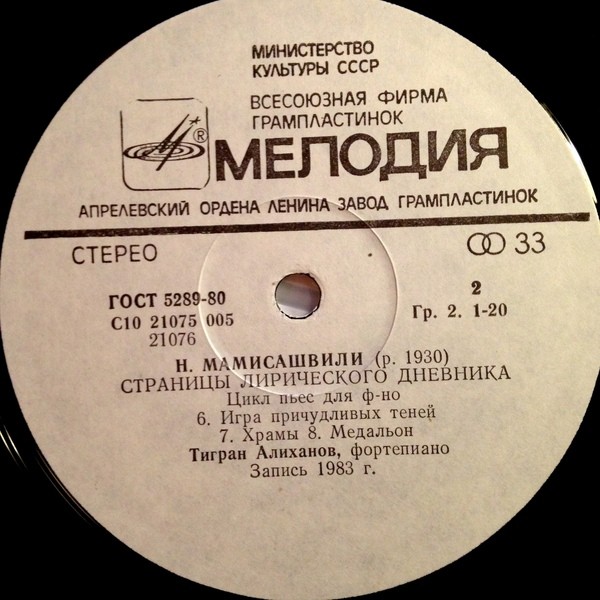 МИНИСТЕРСТВО
КУЛЬТУРЫ СССР
ВСЕСОЮЗНАЯ ФИРМА
ГРАМПЛАСТИНОК
®
МЕЛОДИЯ
АПРЕЛЕВСКИЙ ОРДЕНА ЛЕНИНА ЗАВОД ГРАМПЛАСТИНОК
СТЕРЕО
33
ГОСТ 5289-80
С10 21075 005
21076
2
Гр. 2. 1-20
Н. МАМИСАШВИЛИ (р. 1930)
СТРАНИЦЫ ЛИРИЧЕСКОГО ДНЕВНИКА
Цикл пьес для ф-но
6. Игра причудливых теней
7. Храмы 8. Медальон
Тигран Алиханов, фортепиано
Запись 1983 г.